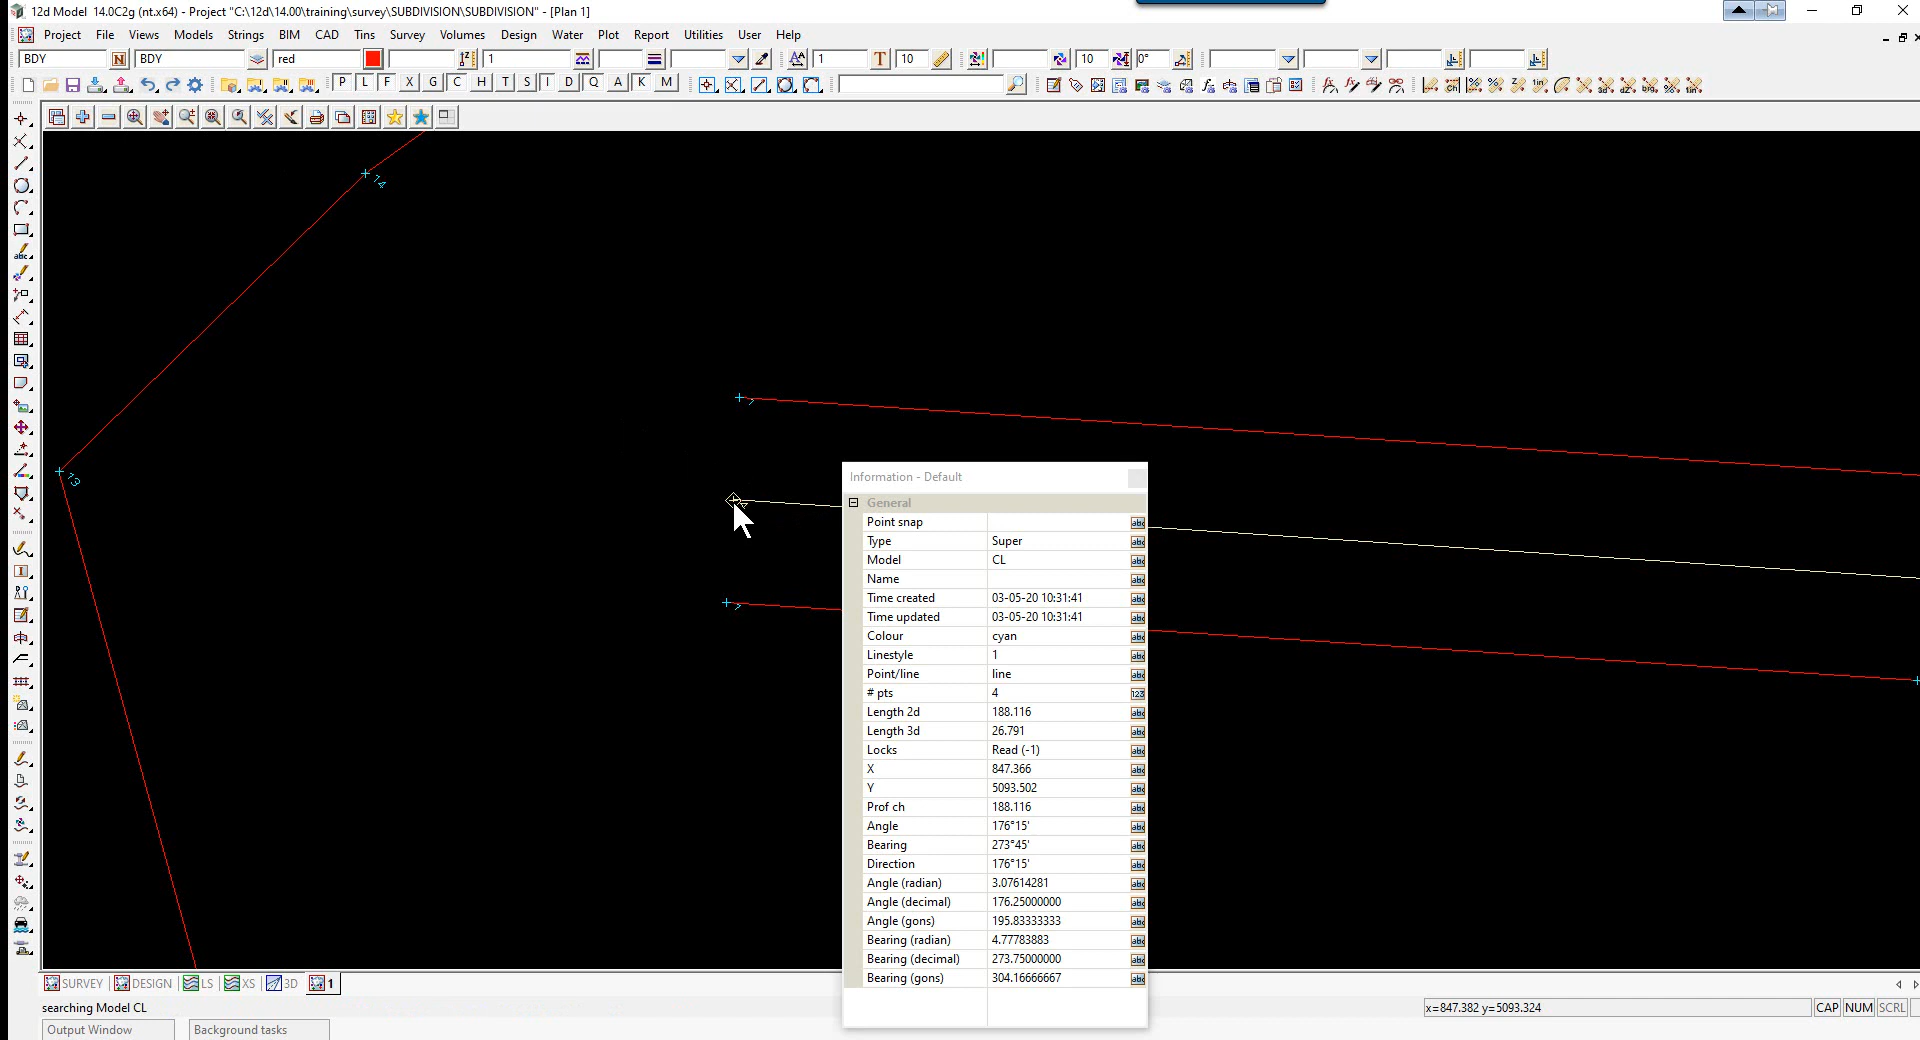 12d Model 14.0C2g (nt.x64) - Project "C:\12d\14.00\training\survey\SUBDIVISION\SUBDIVISION" - [Plan 1]
Project File Views Models Strings BIM CAD Tins Survey Volumes Design Water Plot Report Utilities User Help
BDY BDY red 1 1 10 10 0°
P L F X G C H T S I D Q A K M
14
13
Information - Default
General
Point snap
Type Super
Model CL
Name
Time created 03-05-20 10:31:41
Time updated 03-05-20 10:31:41
Colour cyan
Linestyle 1
Point/line line
# pts 4
Length 2d 188.116
Length 3d 26.791
Locks Read (-1)
X 847.366
Y 5093.502
Prof ch 188.116
Angle 176°15'
Bearing 273°45'
Direction 176°15'
Angle (radian) 3.07614281
Angle (decimal) 176.25000000
Angle (gons) 195.83333333
Bearing (radian) 4.77783883
Bearing (decimal) 273.75000000
Bearing (gons) 304.16666667
SURVEY DESIGN LS XS 3D 1
searching Model CL x=847.382 y=5093.324 CAP NUM SCRL
Output Window Background tasks